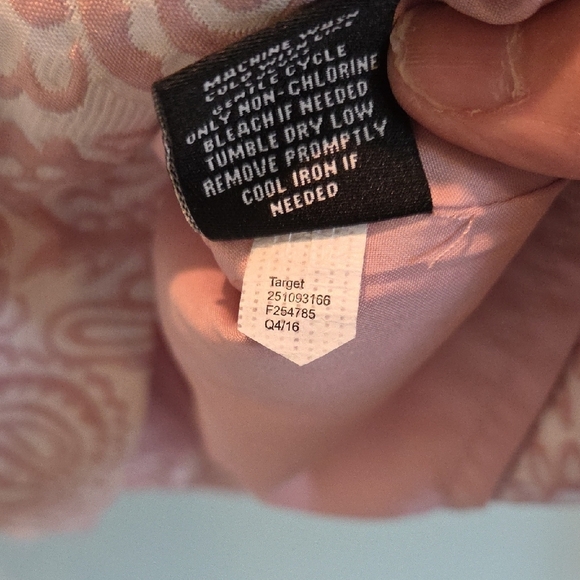 MACHINE WASH
COLD WITH LIKE
GENTLE CYCLE
ONLY NON-CHLORINE
BLEACH IF NEEDED
TUMBLE DRY LOW
REMOVE PROMPTLY
COOL IRON IF
NEEDED
Target
251093166
F254785
Q4/16